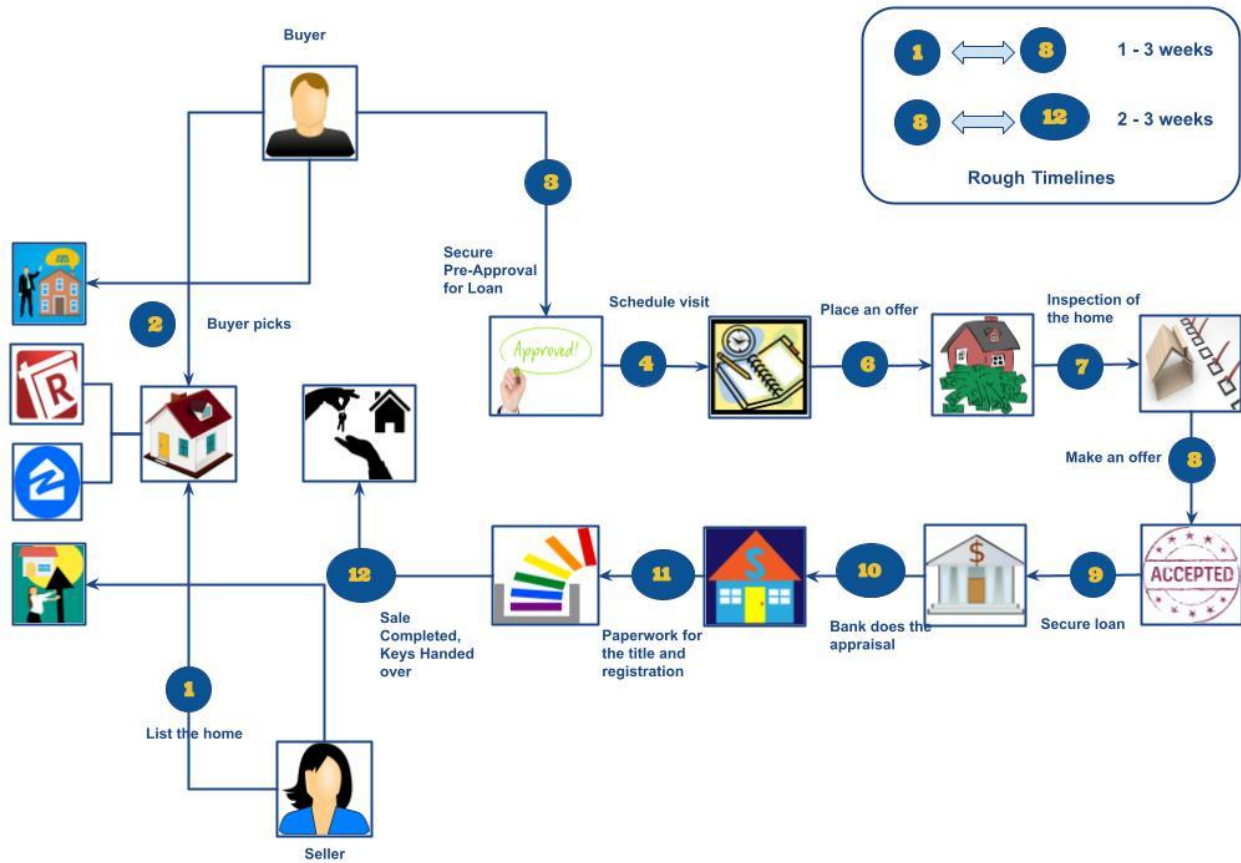 Buyer
1
8
1 - 3 weeks
8
12
2 - 3 weeks
Rough Timelines
3
Secure
Pre-Approval
for Loan
2
Buyer picks
R
Approved!
Schedule visit
4
Place an offer
6
Inspection of
the home
7
Make an offer
8
ACCEPTED
9
Secure loan
$
10
Bank does the
appraisal
S
11
Paperwork for
the title and
registration
12
Sale
Completed,
Keys Handed
over
Z
1
List the home
Seller